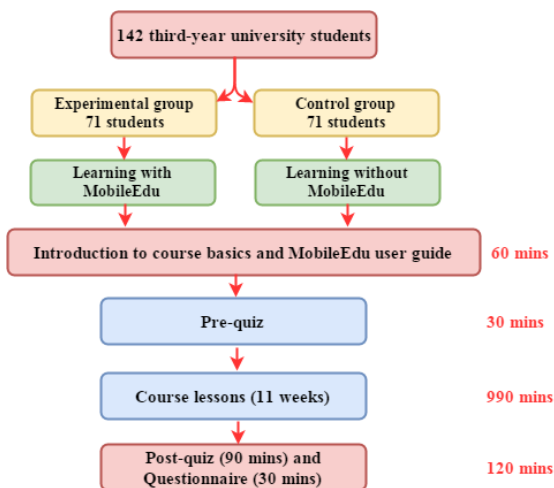 142 third-year university students
Experimental group
71 students
Control group
71 students
Learning with
MobileEdu
Learning without
MobileEdu
Introduction to course basics and MobileEdu user guide
60 mins
Pre-quiz
30 mins
Course lessons (11 weeks)
990 mins
Post-quiz (90 mins) and
Questionnaire (30 mins)
120 mins